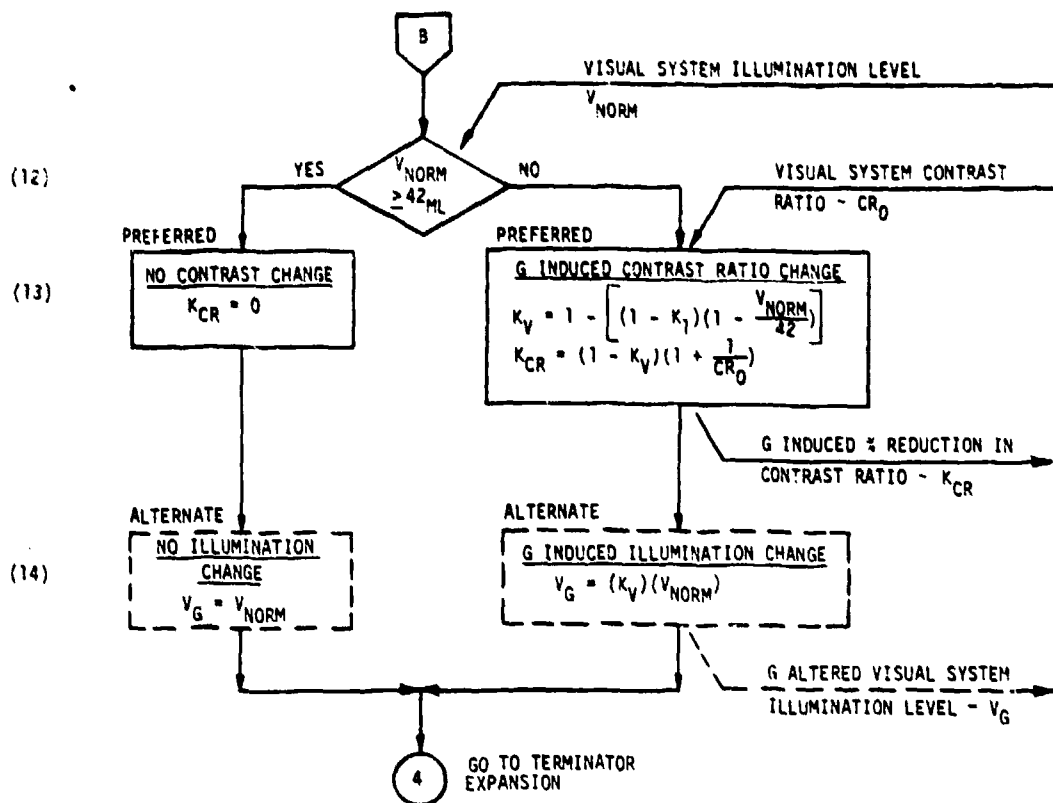 B
VISUAL SYSTEM ILLUMINATION LEVEL
V_NORM
(12)
YES
V_NORM
≥ 42_ML
NO
VISUAL SYSTEM CONTRAST
RATIO - CR_0
PREFERRED
PREFERRED
(13)
NO CONTRAST CHANGE
K_CR = 0
G INDUCED CONTRAST RATIO CHANGE
K_V = 1 - [(1 - K_1)(1 - V_NORM/42)]
K_CR = (1 - K_V)(1 + 1/CR_0)
G INDUCED % REDUCTION IN
CONTRAST RATIO - K_CR
ALTERNATE
ALTERNATE
(14)
NO ILLUMINATION
CHANGE
V_G = V_NORM
G INDUCED ILLUMINATION CHANGE
V_G = (K_V)(V_NORM)
G ALTERED VISUAL SYSTEM
ILLUMINATION LEVEL - V_G
4
GO TO TERMINATOR
EXPANSION